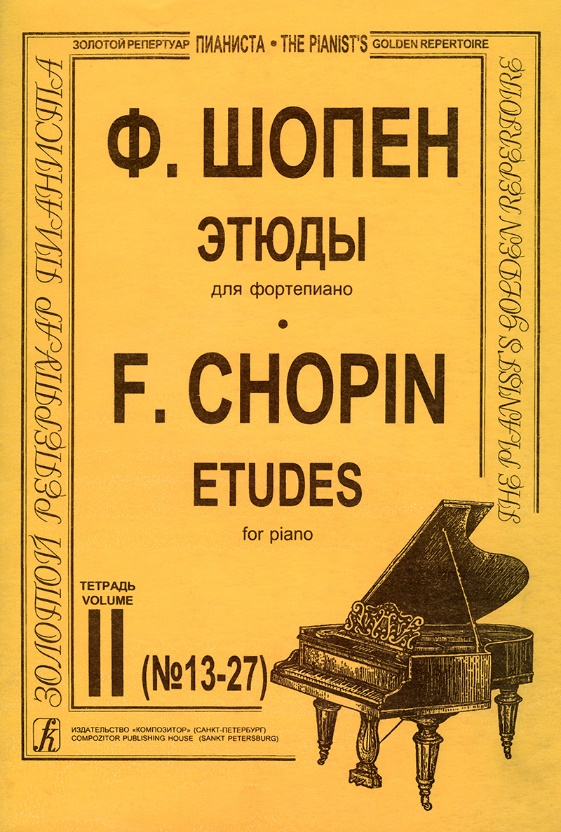 ЗОЛОТОЙ РЕПЕРТУАР ПИАНИСТА • THE PIANIST'S GOLDEN REPERTOIRE
ЗОЛОТОЙ РЕПЕРТУАР ПИАНИСТА
THE PIANIST'S GOLDEN REPERTOIRE
Ф. ШОПЕН
ЭТЮДЫ
для фортепиано
•
F. CHOPIN
ETUDES
for piano
ТЕТРАДЬ
VOLUME
II (№13-27)
ИЗДАТЕЛЬСТВО «КОМПОЗИТОР» (САНКТ-ПЕТЕРБУРГ)
COMPOZITOR PUBLISHING HOUSE (SANKT PETERSBURG)